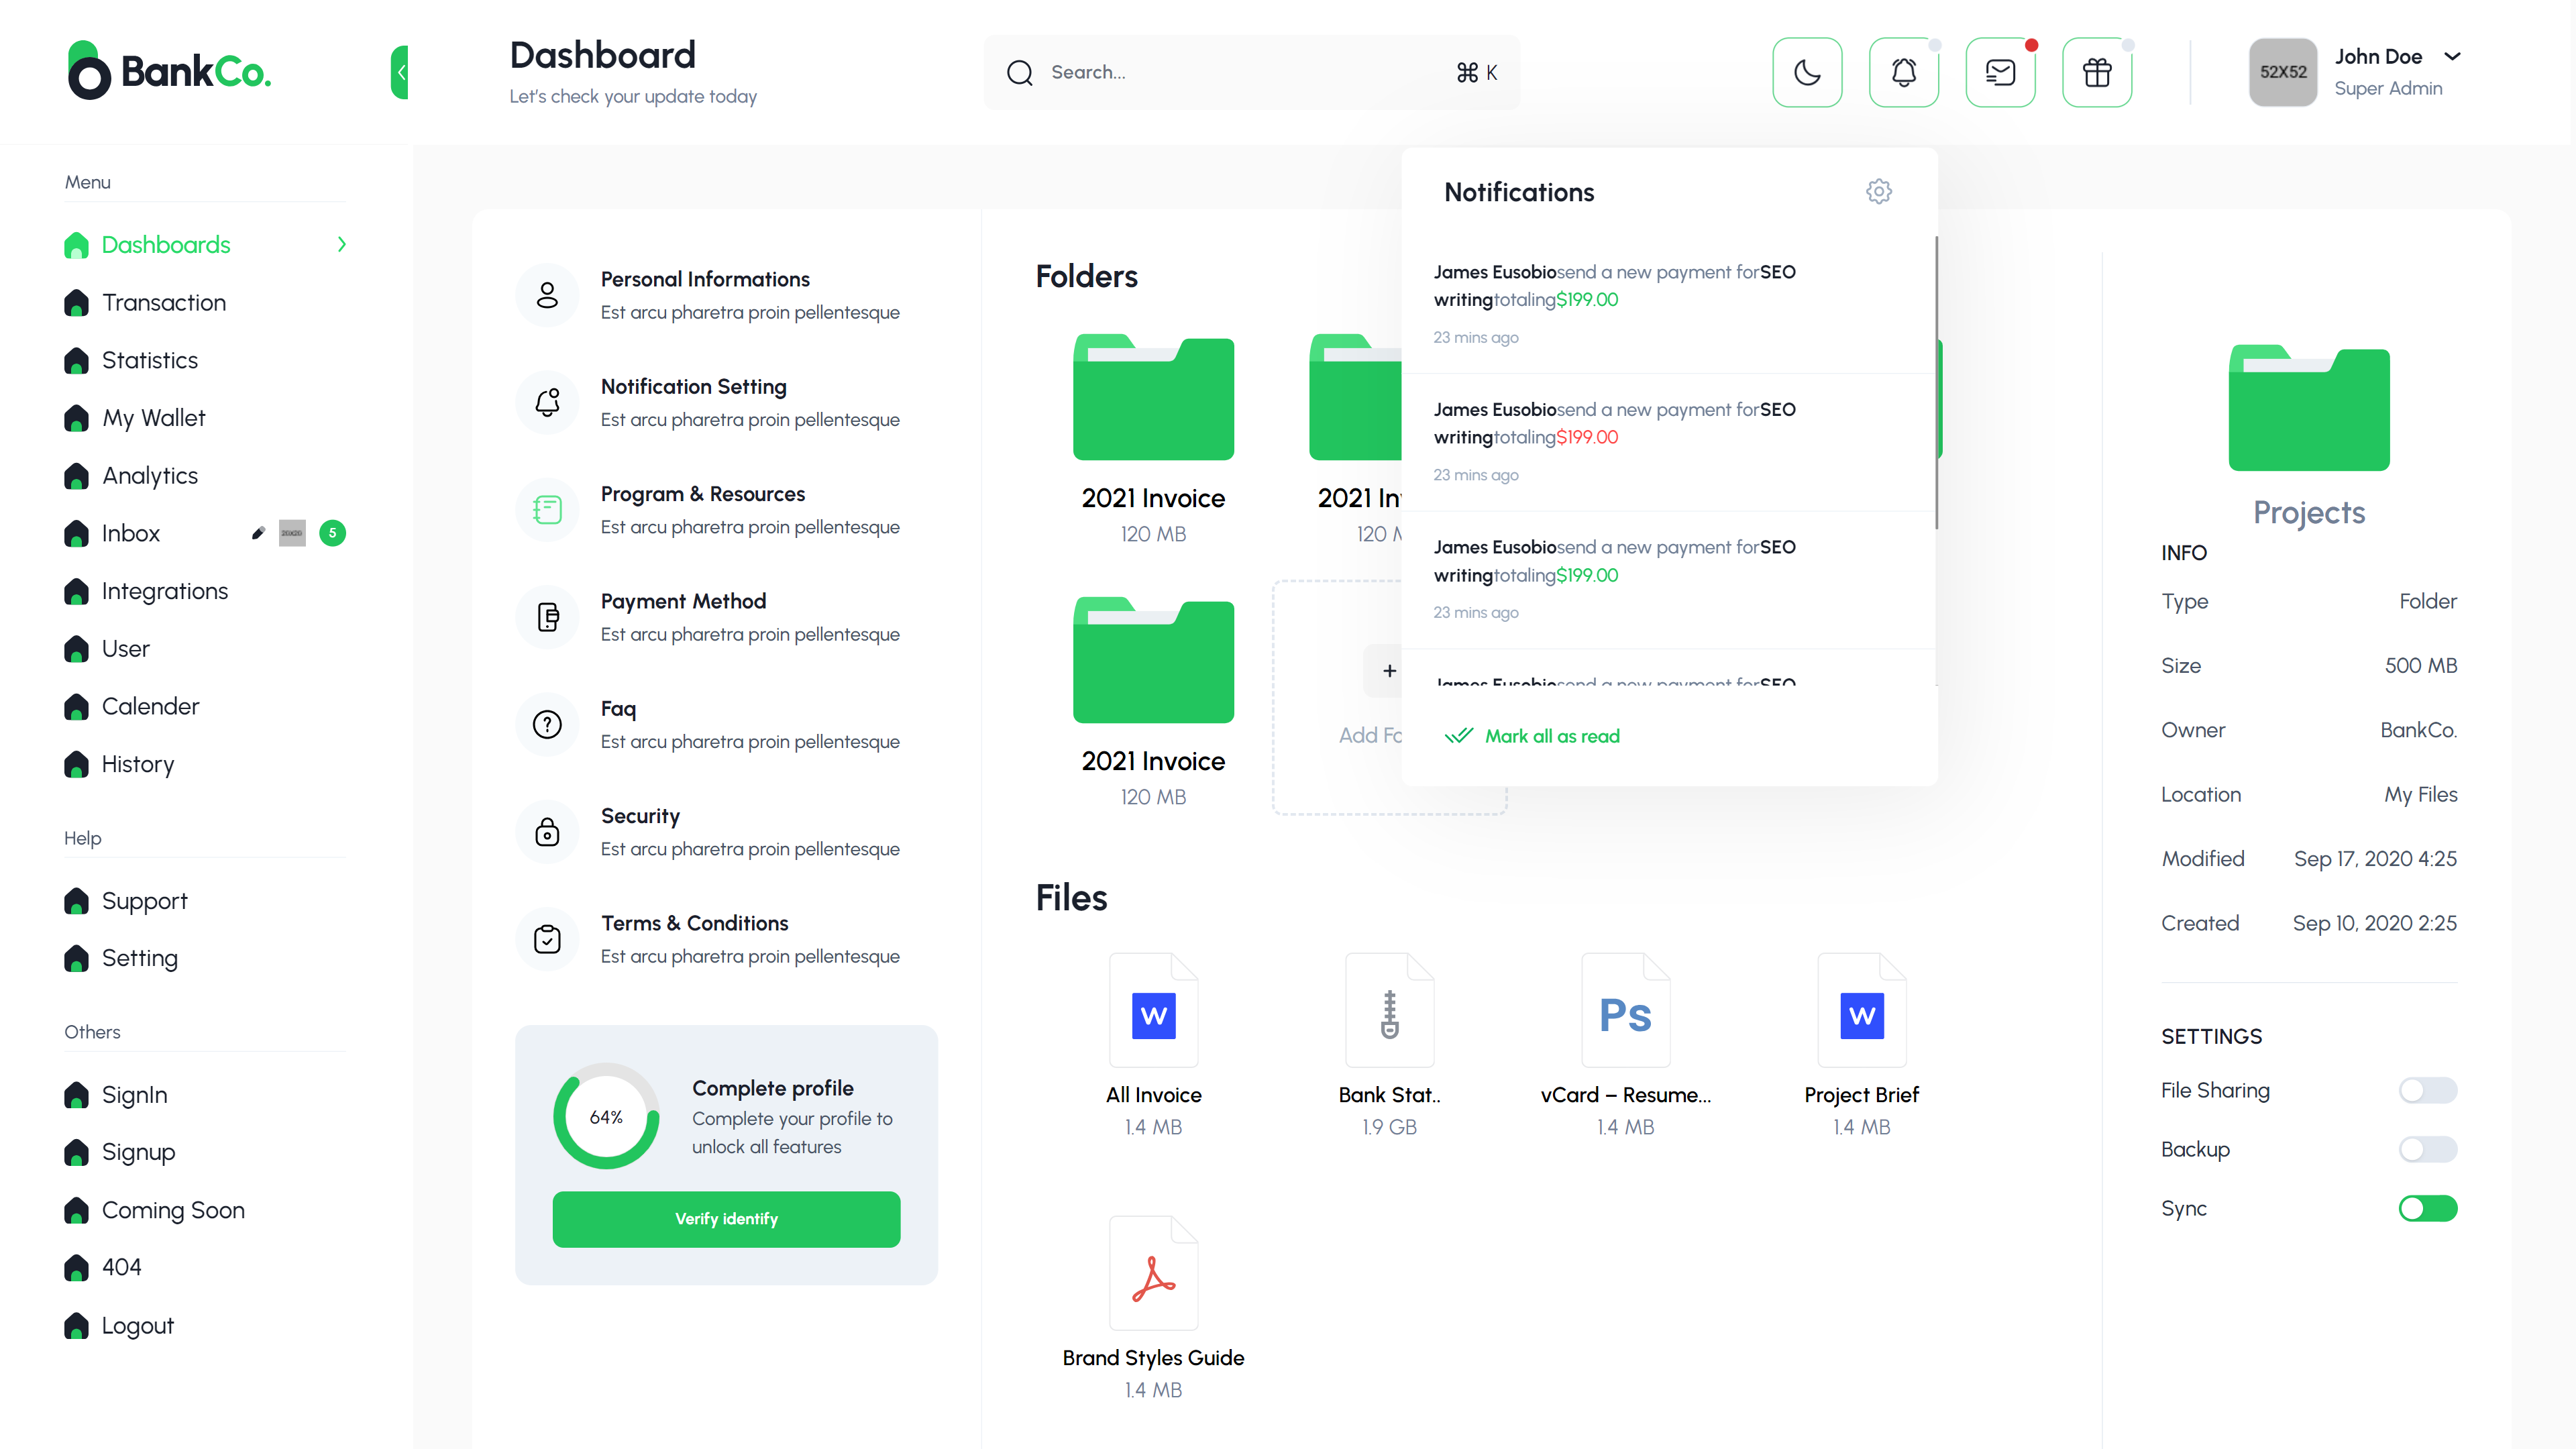 BankCo.
Dashboard
Let's check your update today
Search...
⌘ K
52X52
John Doe
Super Admin
Menu
Dashboards
Transaction
Statistics
My Wallet
Analytics
Inbox
5
Integrations
User
Calender
History
Help
Support
Setting
Others
SignIn
Signup
Coming Soon
404
Logout
Personal Informations
Est arcu pharetra proin pellentesque
Notification Setting
Est arcu pharetra proin pellentesque
Program & Resources
Est arcu pharetra proin pellentesque
Payment Method
Est arcu pharetra proin pellentesque
Faq
Est arcu pharetra proin pellentesque
Security
Est arcu pharetra proin pellentesque
Terms & Conditions
Est arcu pharetra proin pellentesque
64%
Complete profile
Complete your profile to
unlock all features
Verify identify
Folders
2021 Invoice
120 MB
2021 In
120 M
2021 Invoice
120 MB
+
Add Fo
Notifications
James Eusobiosend a new payment forSEO
writingtotaling$199.00
23 mins ago
James Eusobiosend a new payment forSEO
writingtotaling$199.00
23 mins ago
James Eusobiosend a new payment forSEO
writingtotaling$199.00
23 mins ago
James Eusobiosend a new payment forSEO
Mark all as read
Files
W
All Invoice
1.4 MB
Bank Stat..
1.9 GB
Ps
vCard – Resume...
1.4 MB
W
Project Brief
1.4 MB
Brand Styles Guide
1.4 MB
Projects
INFO
Type Folder
Size 500 MB
Owner BankCo.
Location My Files
Modified Sep 17, 2020 4:25
Created Sep 10, 2020 2:25
SETTINGS
File Sharing
Backup
Sync